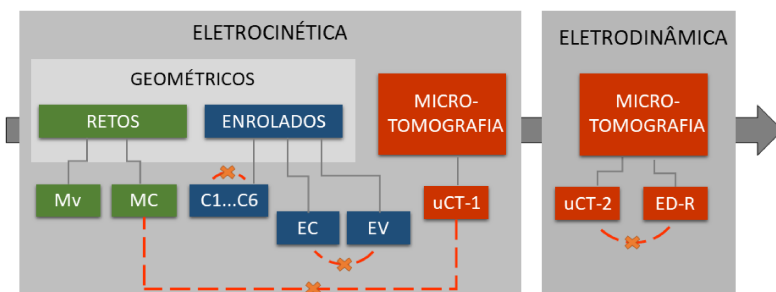 ELETROCINÉTICA
GEOMÉTRICOS
RETOS
ENROLADOS
MICRO-
TOMOGRAFIA
Mv
MC
C1...C6
EC
EV
uCT-1
ELETRODINÂMICA
MICRO-
TOMOGRAFIA
uCT-2
ED-R